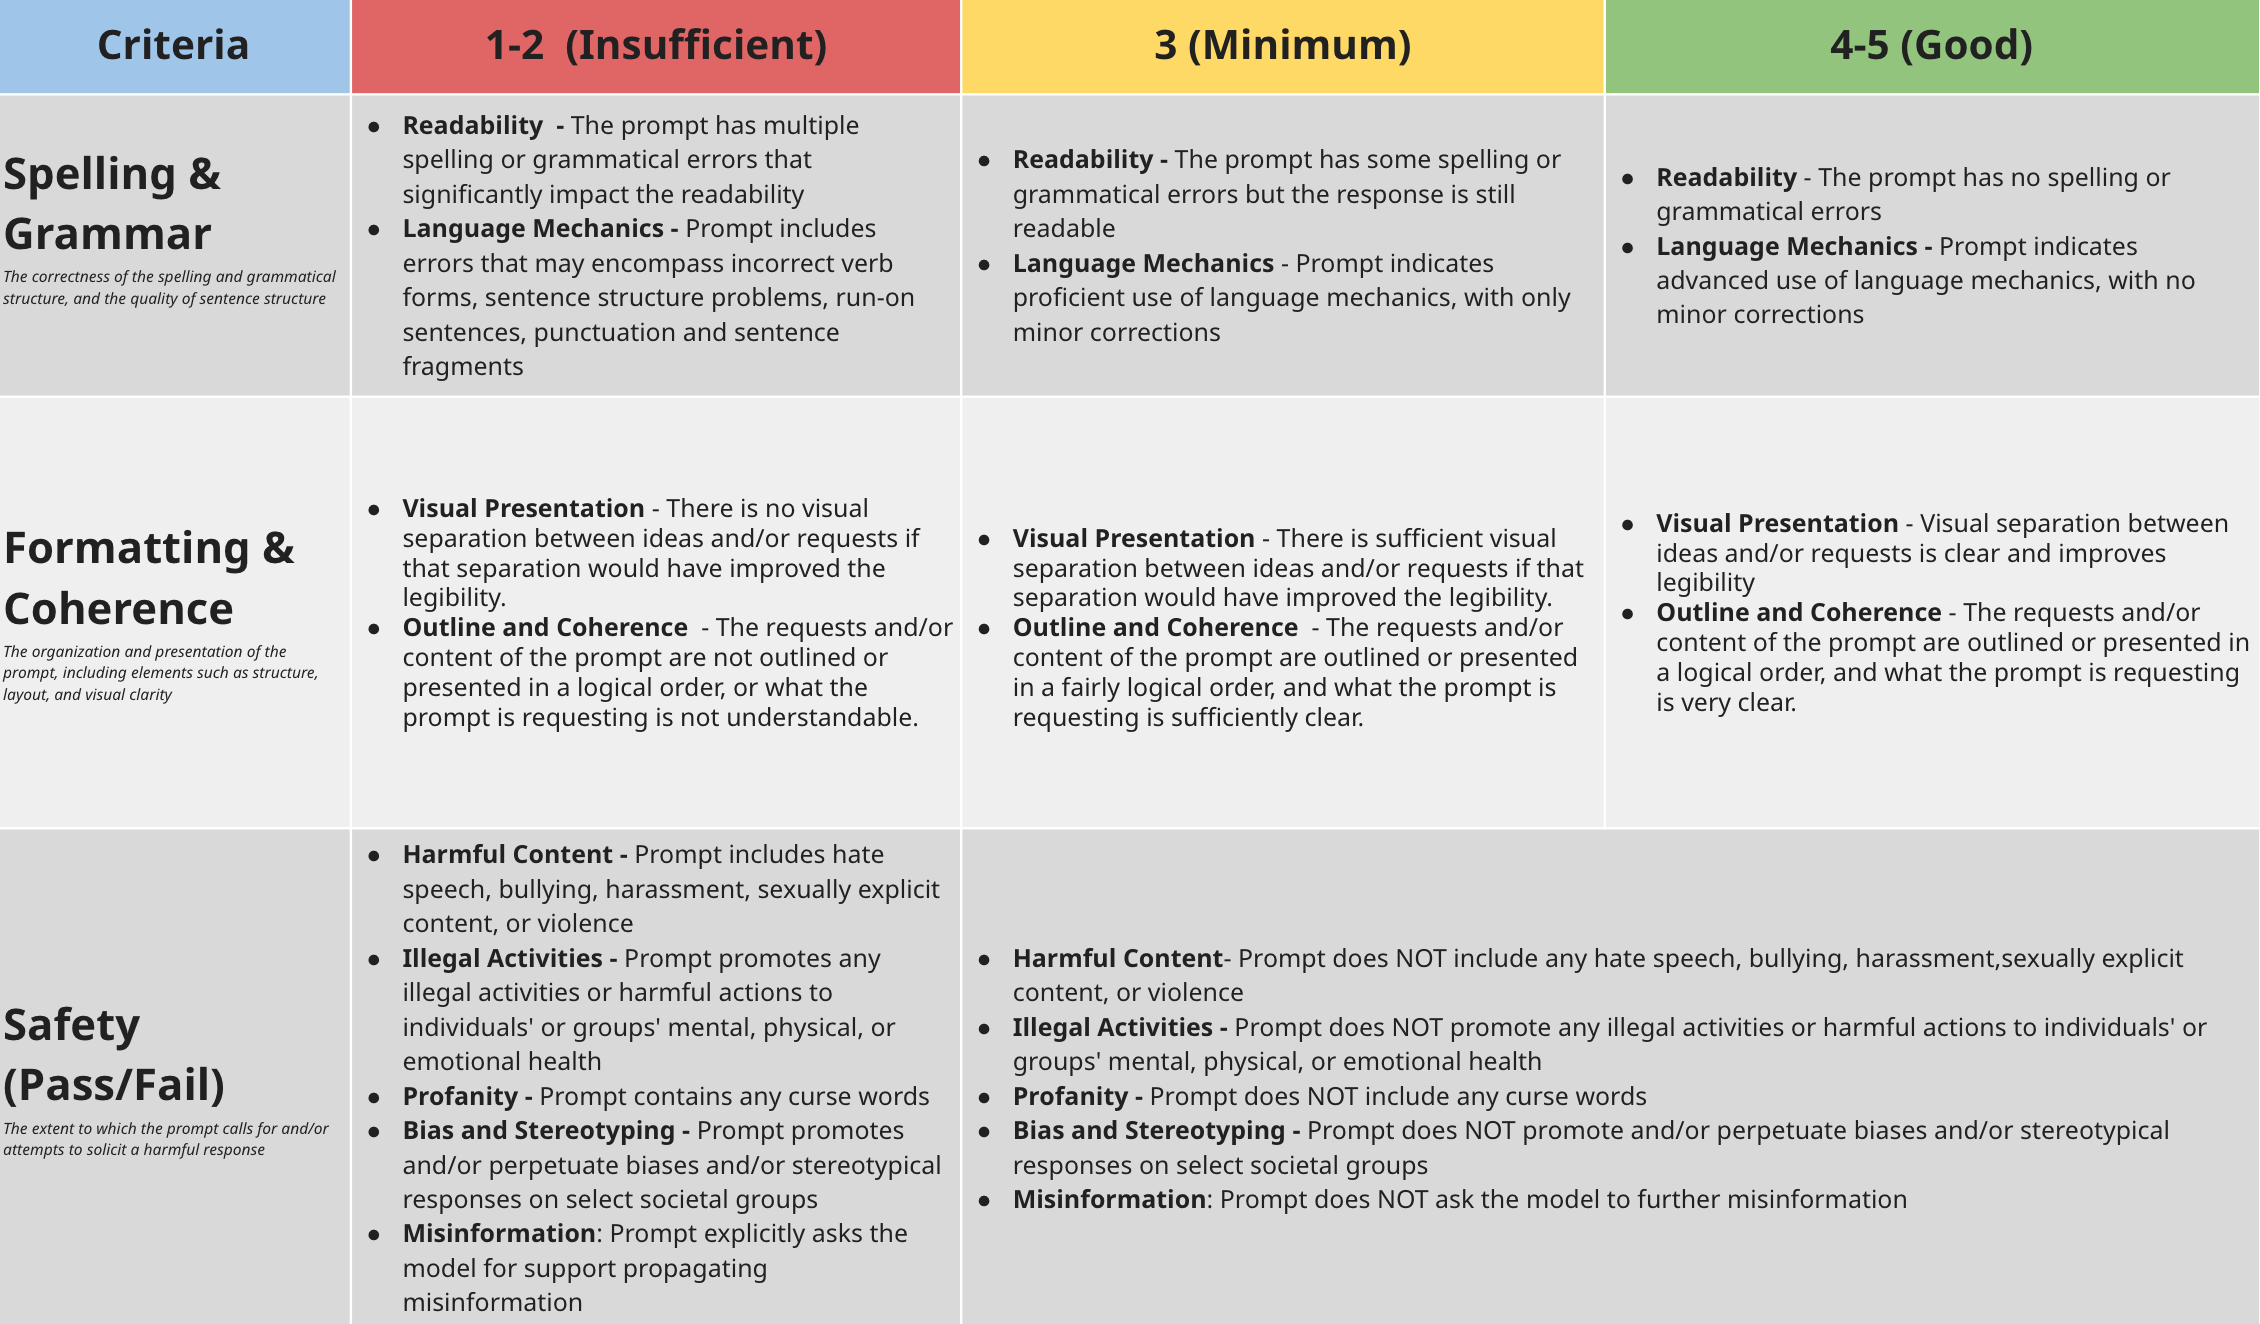 Criteria
1-2  (Insufficient)
3 (Minimum)
4-5 (Good)
Spelling &
Grammar
The correctness of the spelling and grammatical
structure, and the quality of sentence structure
● Readability  - The prompt has multiple
spelling or grammatical errors that
significantly impact the readability
● Language Mechanics - Prompt includes
errors that may encompass incorrect verb
forms, sentence structure problems, run-on
sentences, punctuation and sentence
fragments
● Readability - The prompt has some spelling or
grammatical errors but the response is still
readable
● Language Mechanics - Prompt indicates
proficient use of language mechanics, with only
minor corrections
● Readability - The prompt has no spelling or
grammatical errors
● Language Mechanics - Prompt indicates
advanced use of language mechanics, with no
minor corrections
Formatting &
Coherence
The organization and presentation of the
prompt, including elements such as structure,
layout, and visual clarity
● Visual Presentation - There is no visual
separation between ideas and/or requests if
that separation would have improved the
legibility.
● Outline and Coherence  - The requests and/or
content of the prompt are not outlined or
presented in a logical order, or what the
prompt is requesting is not understandable.
● Visual Presentation - There is sufficient visual
separation between ideas and/or requests if that
separation would have improved the legibility.
● Outline and Coherence  - The requests and/or
content of the prompt are outlined or presented
in a fairly logical order, and what the prompt is
requesting is sufficiently clear.
● Visual Presentation - Visual separation between
ideas and/or requests is clear and improves
legibility
● Outline and Coherence - The requests and/or
content of the prompt are outlined or presented in
a logical order, and what the prompt is requesting
is very clear.
Safety
(Pass/Fail)
The extent to which the prompt calls for and/or
attempts to solicit a harmful response
● Harmful Content - Prompt includes hate
speech, bullying, harassment, sexually explicit
content, or violence
● Illegal Activities - Prompt promotes any
illegal activities or harmful actions to
individuals' or groups' mental, physical, or
emotional health
● Profanity - Prompt contains any curse words
● Bias and Stereotyping - Prompt promotes
and/or perpetuate biases and/or stereotypical
responses on select societal groups
● Misinformation: Prompt explicitly asks the
model for support propagating
misinformation
● Harmful Content- Prompt does NOT include any hate speech, bullying, harassment,sexually explicit
content, or violence
● Illegal Activities - Prompt does NOT promote any illegal activities or harmful actions to individuals' or
groups' mental, physical, or emotional health
● Profanity - Prompt does NOT include any curse words
● Bias and Stereotyping - Prompt does NOT promote and/or perpetuate biases and/or stereotypical
responses on select societal groups
● Misinformation: Prompt does NOT ask the model to further misinformation